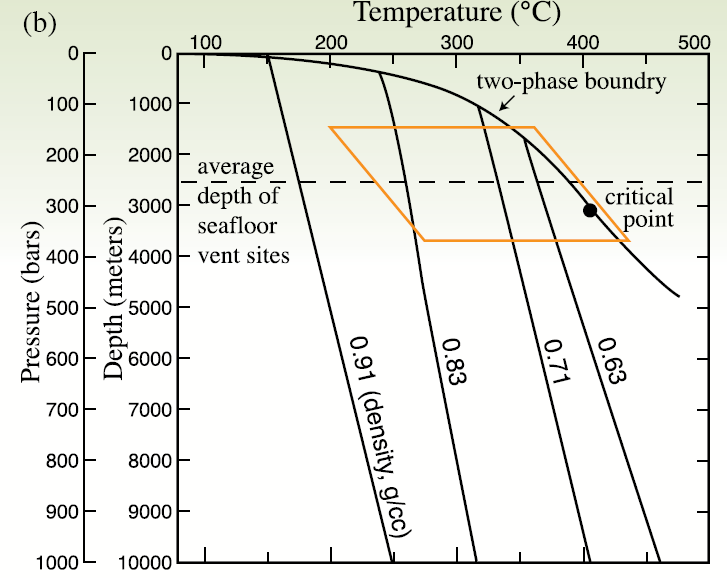 (b)
Temperature (°C)
100 200 300 400 500
two-phase boundry
average
depth of
seafloor
vent sites
critical
point
Pressure (bars)
0
100
200
300
400
500
600
700
800
900
1000
Depth (meters)
0
1000
2000
3000
4000
5000
6000
7000
8000
9000
10000
0.91 (density, g/cc)
0.83
0.71
0.63